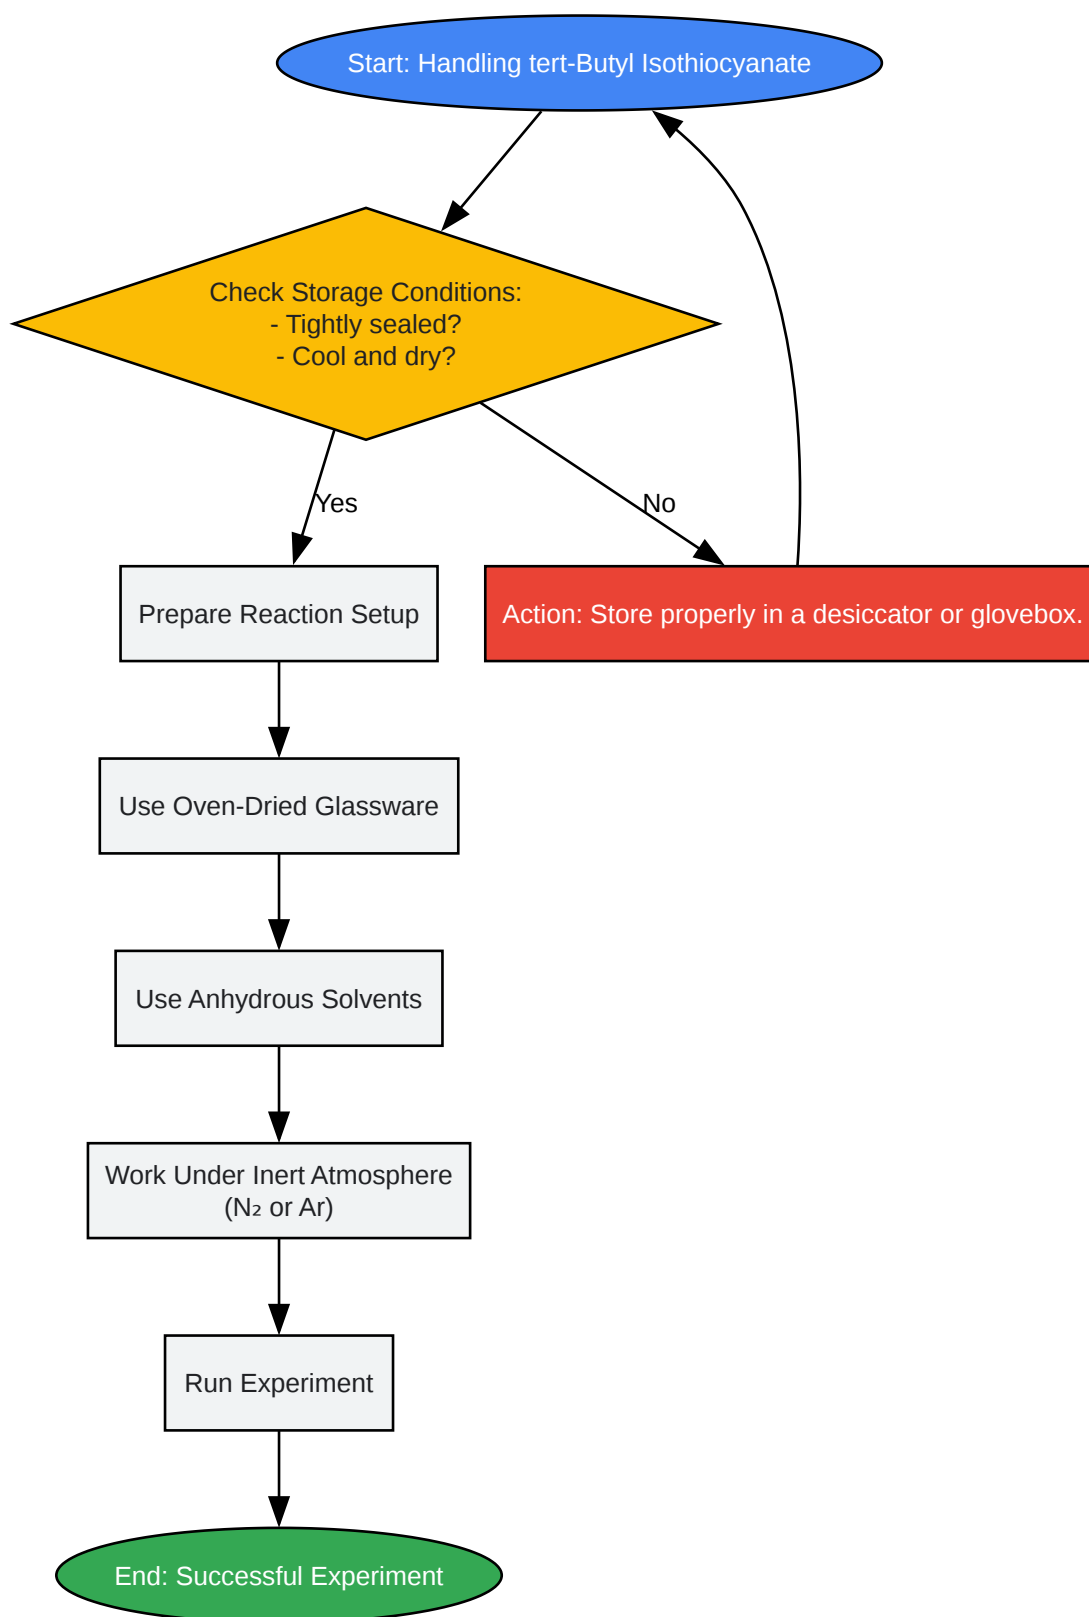 Start: Handling tert-Butyl Isothiocyanate
Check Storage Conditions:
- Tightly sealed?
- Cool and dry?
Yes
No
Prepare Reaction Setup
Action: Store properly in a desiccator or glovebox.
Use Oven-Dried Glassware
Use Anhydrous Solvents
Work Under Inert Atmosphere
(N₂ or Ar)
Run Experiment
End: Successful Experiment